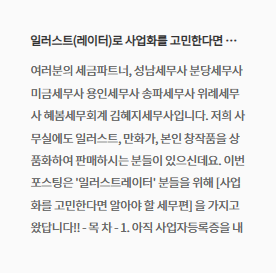 일러스트(레이터)로 사업화를 고민한다면 …
여러분의 세금파트너, 성남세무사 분당세무사
미금세무사 용인세무사 송파세무사 위례세무
사 혜봄세무회계 김혜지세무사입니다. 저희 사
무실에도 일러스트, 만화가, 본인 창작품을 상
품화하여 판매하시는 분들이 있으신데요. 이번
포스팅은 '일러스트레이터' 분들을 위해 [사업
화를 고민한다면 알아야 할 세무편] 을 가지고
왔답니다!! - 목 차 - 1. 아직 사업자등록증을 내